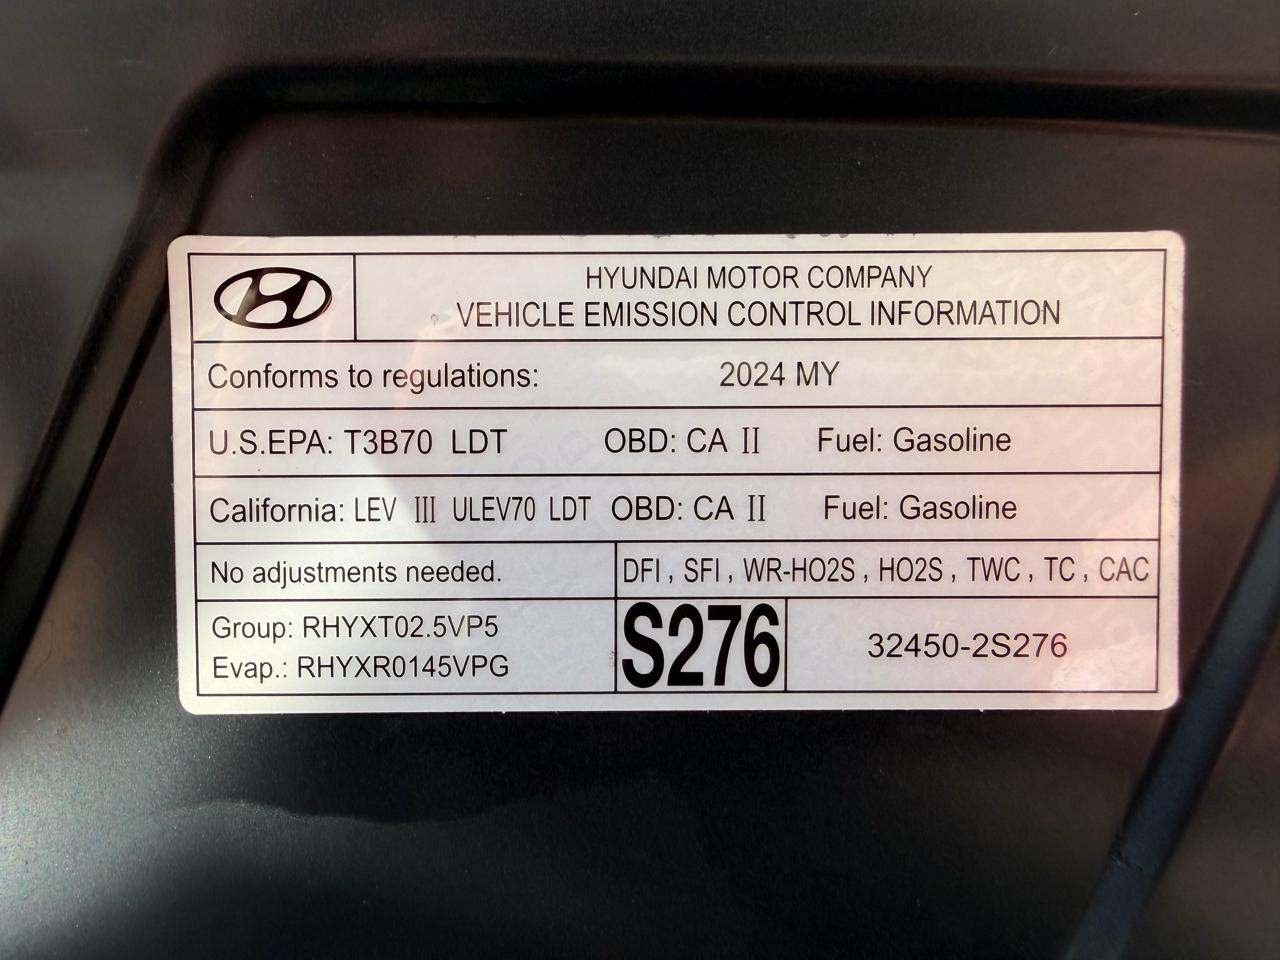 HYUNDAI MOTOR COMPANY
VEHICLE EMISSION CONTROL INFORMATION
Conforms to regulations: 2024 MY
U.S.EPA: T3B70 LDT OBD: CA II Fuel: Gasoline
California: LEV III ULEV70 LDT OBD: CA II Fuel: Gasoline
No adjustments needed. DFI , SFI , WR-HO2S , HO2S , TWC , TC , CAC
Group: RHYXT02.5VP5
Evap.: RHYXR0145VPG
S276
32450-2S276